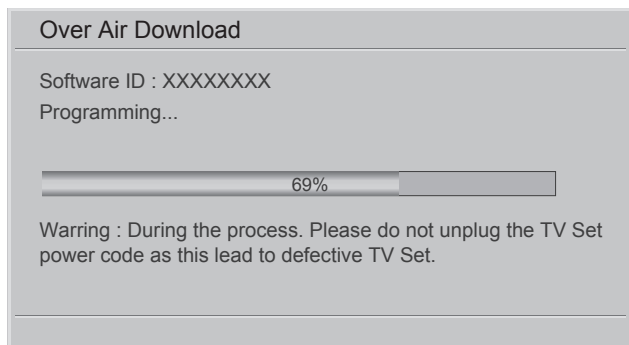 Over Air Download
Software ID : XXXXXXXX
Programming...
69%
Warring : During the process. Please do not unplug the TV Set
power code as this lead to defective TV Set.